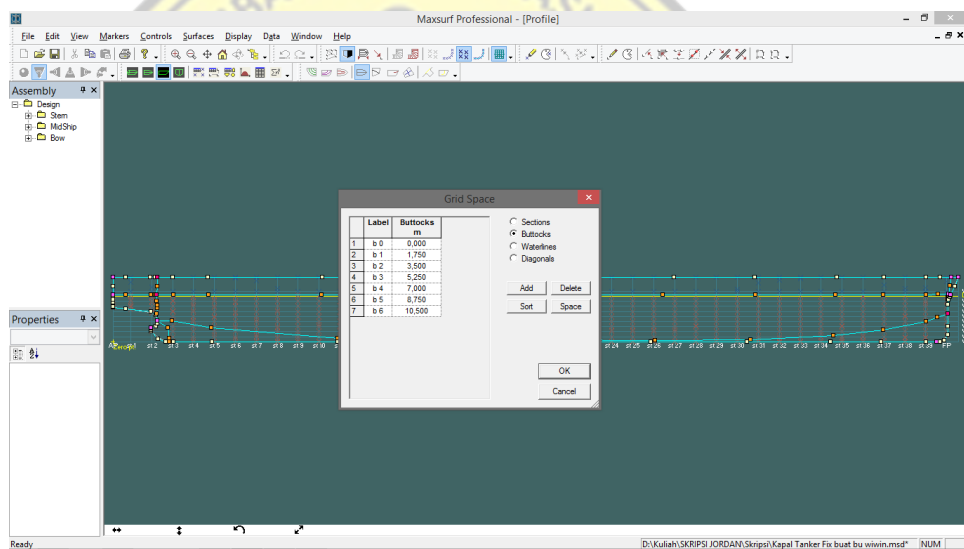 Maxsurf Professional - [Profile]
File Edit View Markers Controls Surfaces Display Data Window Help
Assembly
Design
Stern
MidShip
Bow
Properties
Grid Space
Label Buttocks m
1 b 0 0,000
2 b 1 1,750
3 b 2 3,500
4 b 3 5,250
5 b 4 7,000
6 b 5 8,750
7 b 6 10,500
Sections
Buttocks
Waterlines
Diagonals
Add Delete
Sort Space
OK
Cancel
st 2 st 3 st 4 st 5 st 6 st 7 st 8 st 9 st 10 st 24 st 25 st 26 st 27 st 28 st 29 st 30 st 31 st 32 st 33 st 34 st 35 st 36 st 37 st 38 st 39 FP
Ready D:\Kuliah\SKRIPSI JORDAN\Skripsi\Kapal Tanker Fix buat bu wiwin.msd* NUM